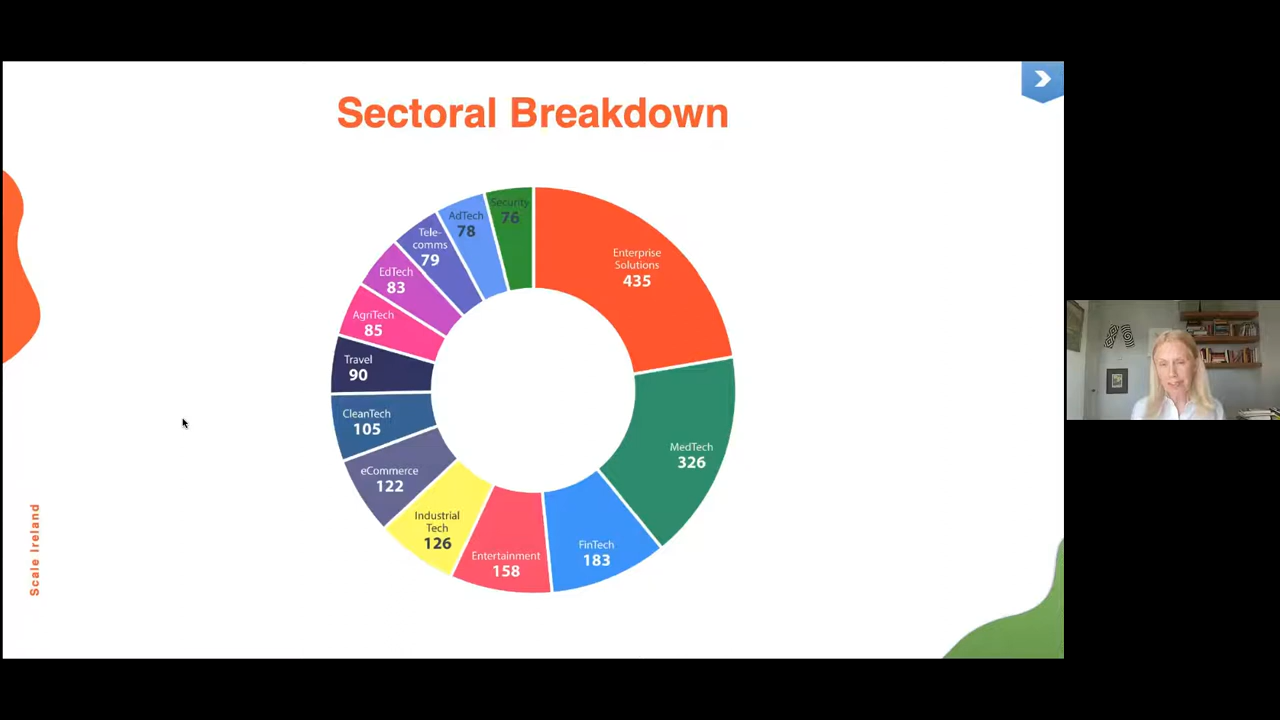 Sectoral Breakdown
Security
76
AdTech
78
Tele-
comms
79
EdTech
83
AgriTech
85
Travel
90
CleanTech
105
eCommerce
122
Industrial
Tech
126
Entertainment
158
FinTech
183
MedTech
326
Enterprise
Solutions
435
Scale Ireland